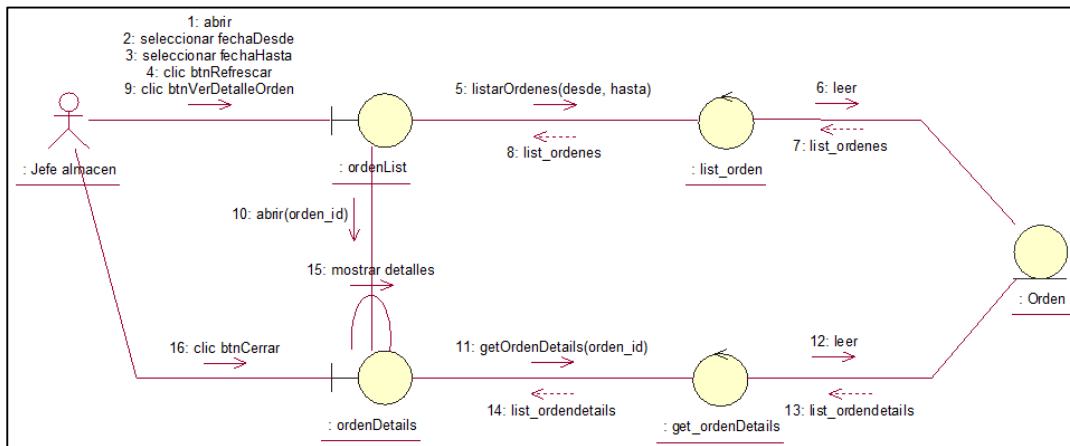 1: abrir
2: seleccionar fechaDesde
3: seleccionar fechaHasta
4: clic btnRefrescar
9: clic btnVerDetalleOrden
5: listarOrdenes(desde, hasta)
6: leer
8: list_ordenes
7: list_ordenes
: Jefe almacen
: ordenList
: list_orden
10: abrir(orden_id)
15: mostrar detalles
: Orden
16: clic btnCerrar
11: getOrdenDetails(orden_id)
12: leer
14: list_ordendetails
13: list_ordendetails
: ordenDetails
: get_ordenDetails